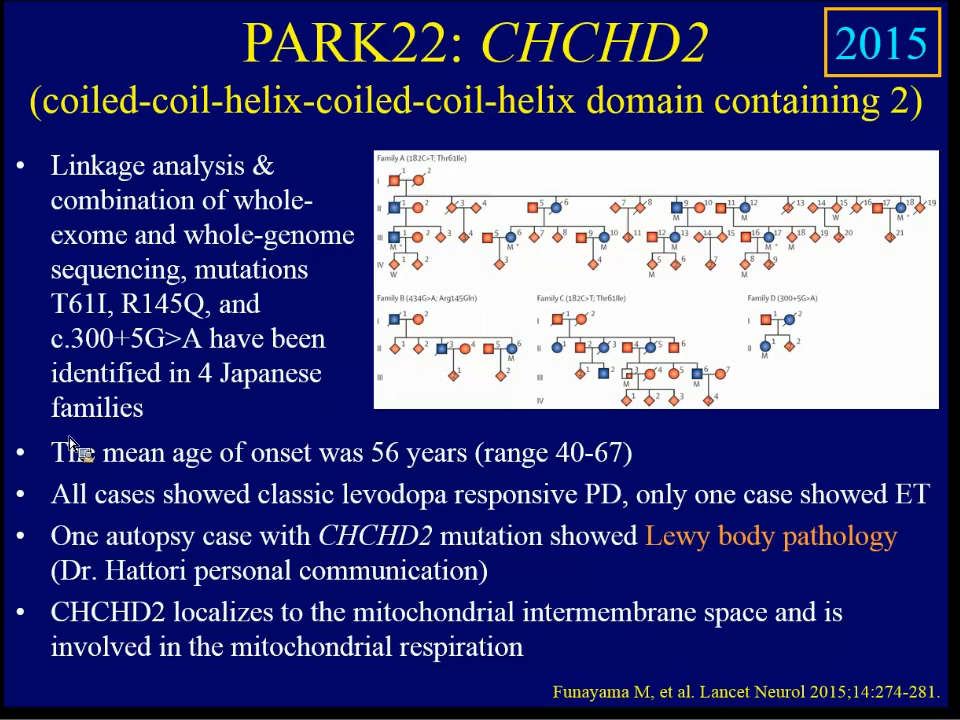 PARK22: CHCHD2
2015
(coiled-coil-helix-coiled-coil-helix domain containing 2)
• Linkage analysis &
combination of whole-
exome and whole-genome
sequencing, mutations
T61I, R145Q, and
c.300+5G>A have been
identified in 4 Japanese
families
Family A (182C>T; Thr61Ile)
Family B (434G>A; Arg145Gln)
Family C (182C>T; Thr61Ile)
Family D (300+5G>A)
• The mean age of onset was 56 years (range 40-67)
• All cases showed classic levodopa responsive PD, only one case showed ET
• One autopsy case with CHCHD2 mutation showed Lewy body pathology
(Dr. Hattori personal communication)
• CHCHD2 localizes to the mitochondrial intermembrane space and is
involved in the mitochondrial respiration
Funayama M, et al. Lancet Neurol 2015;14:274-281.